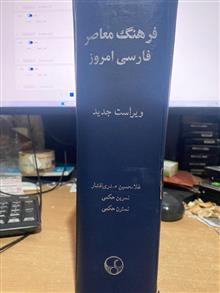 فرهنگ معاصر
فارسی امروز
ویراست جدید
غلامحسین صدری‌افشار
نسرین حکمی
نسترن حکمی